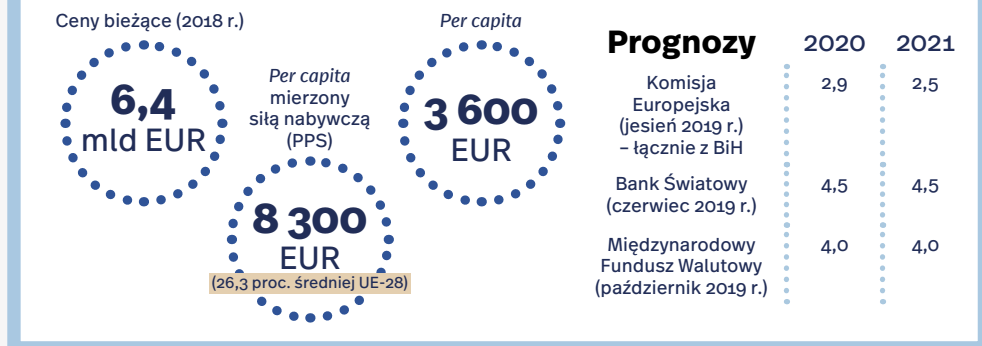 Ceny bieżące (2018 r.)
6,4
mld EUR
Per capita
mierzony
siłą nabywczą
(PPS)
8 300
EUR
(26,3 proc. średniej UE-28)
Per capita
3 600
EUR
Prognozy 2020 2021
Komisja 2,9 2,5
Europejska
(jesień 2019 r.)
– łącznie z BiH
Bank Światowy 4,5 4,5
(czerwiec 2019 r.)
Międzynarodowy 4,0 4,0
Fundusz Walutowy
(październik 2019 r.)